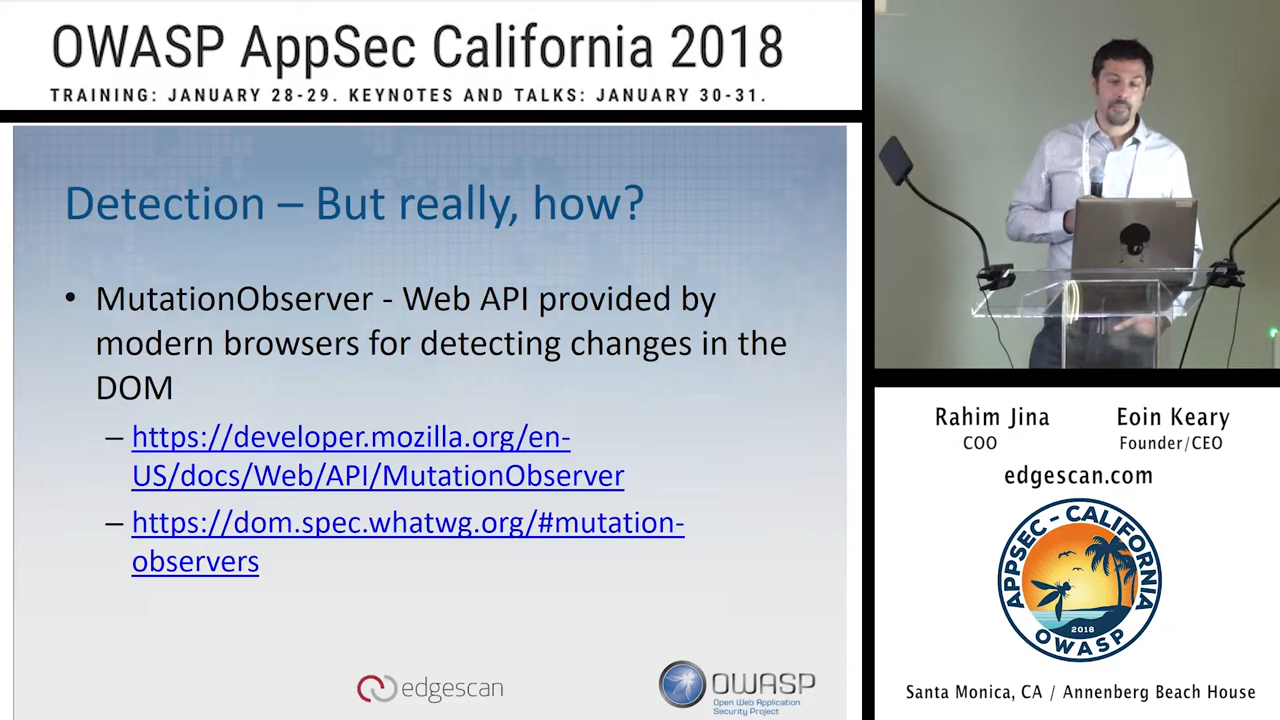 OWASP AppSec California 2018
TRAINING: JANUARY 28-29. KEYNOTES AND TALKS: JANUARY 30-31.
Detection – But really, how?
• MutationObserver - Web API provided by
modern browsers for detecting changes in the
DOM
– https://developer.mozilla.org/en-
US/docs/Web/API/MutationObserver
– https://dom.spec.whatwg.org/#mutation-
observers
edgescan
OWASP
Open Web Application
Security Project
Rahim Jina
COO
Eoin Keary
Founder/CEO
edgescan.com
APPSEC - CALIFORNIA
2018
OWASP
Santa Monica, CA / Annenberg Beach House